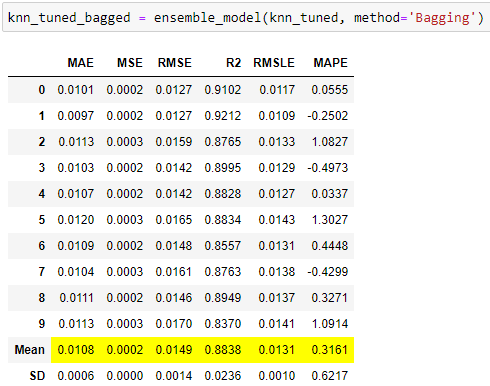 knn_tuned_bagged = ensemble_model(knn_tuned, method='Bagging')
MAE MSE RMSE R2 RMSLE MAPE
0 0.0101 0.0002 0.0127 0.9102 0.0117 0.0555
1 0.0097 0.0002 0.0127 0.9212 0.0109 -0.2502
2 0.0113 0.0003 0.0159 0.8765 0.0133 1.0827
3 0.0103 0.0002 0.0142 0.8995 0.0129 -0.4973
4 0.0107 0.0002 0.0142 0.8828 0.0127 0.0337
5 0.0120 0.0003 0.0165 0.8834 0.0143 1.3027
6 0.0109 0.0002 0.0148 0.8557 0.0131 0.4448
7 0.0104 0.0003 0.0161 0.8763 0.0138 -0.4299
8 0.0111 0.0002 0.0146 0.8949 0.0137 0.3271
9 0.0113 0.0003 0.0170 0.8370 0.0141 1.0914
Mean 0.0108 0.0002 0.0149 0.8838 0.0131 0.3161
SD 0.0006 0.0000 0.0014 0.0236 0.0010 0.6217